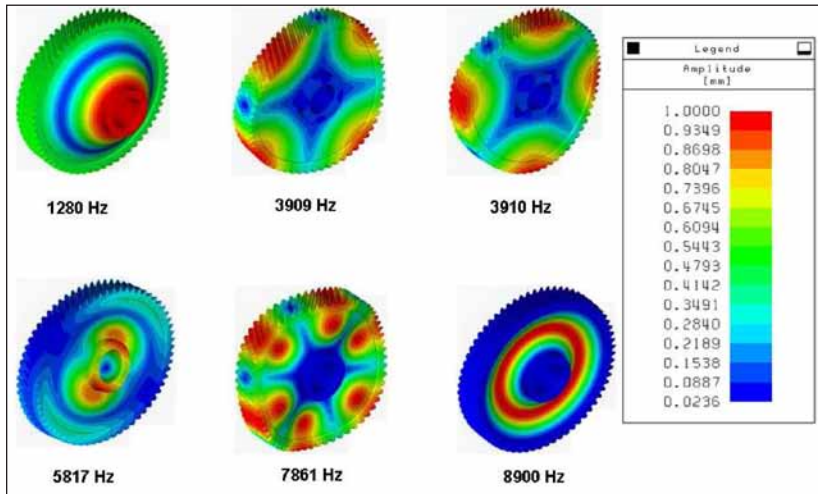 1280 Hz
3909 Hz
3910 Hz
5817 Hz
7861 Hz
8900 Hz
Legend
Amplitude
[mm]
1.0000
0.9349
0.8698
0.8047
0.7396
0.6745
0.6094
0.5443
0.4793
0.4142
0.3491
0.2840
0.2189
0.1538
0.0887
0.0236